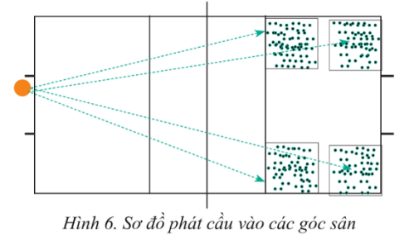 Hình 6. Sơ đồ phát cầu vào các góc sân